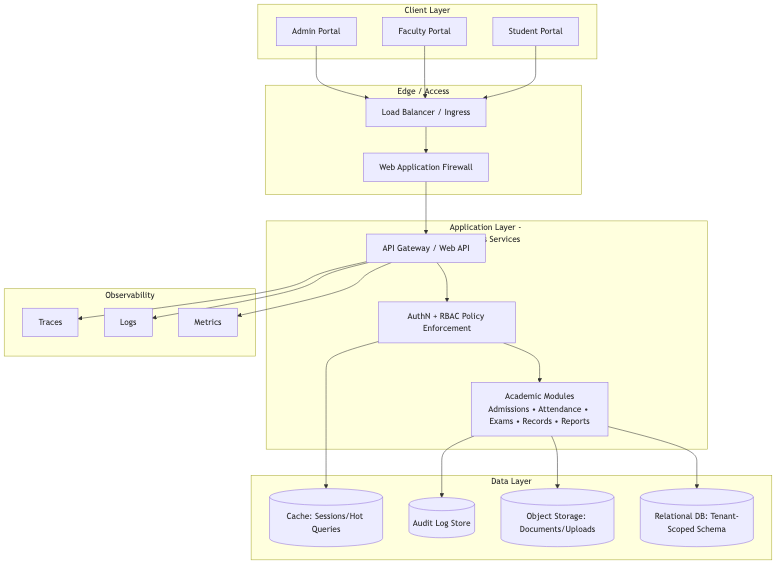 Client Layer
Admin Portal
Faculty Portal
Student Portal
Edge / Access
Load Balancer / Ingress
Web Application Firewall
Application Layer -
Services
API Gateway / Web API
Observability
Traces
Logs
Metrics
AuthN + RBAC Policy
Enforcement
Academic Modules
Admissions • Attendance •
Exams • Records • Reports
Data Layer
Cache: Sessions/Hot
Queries
Audit Log Store
Object Storage:
Documents/Uploads
Relational DB: Tenant-
Scoped Schema